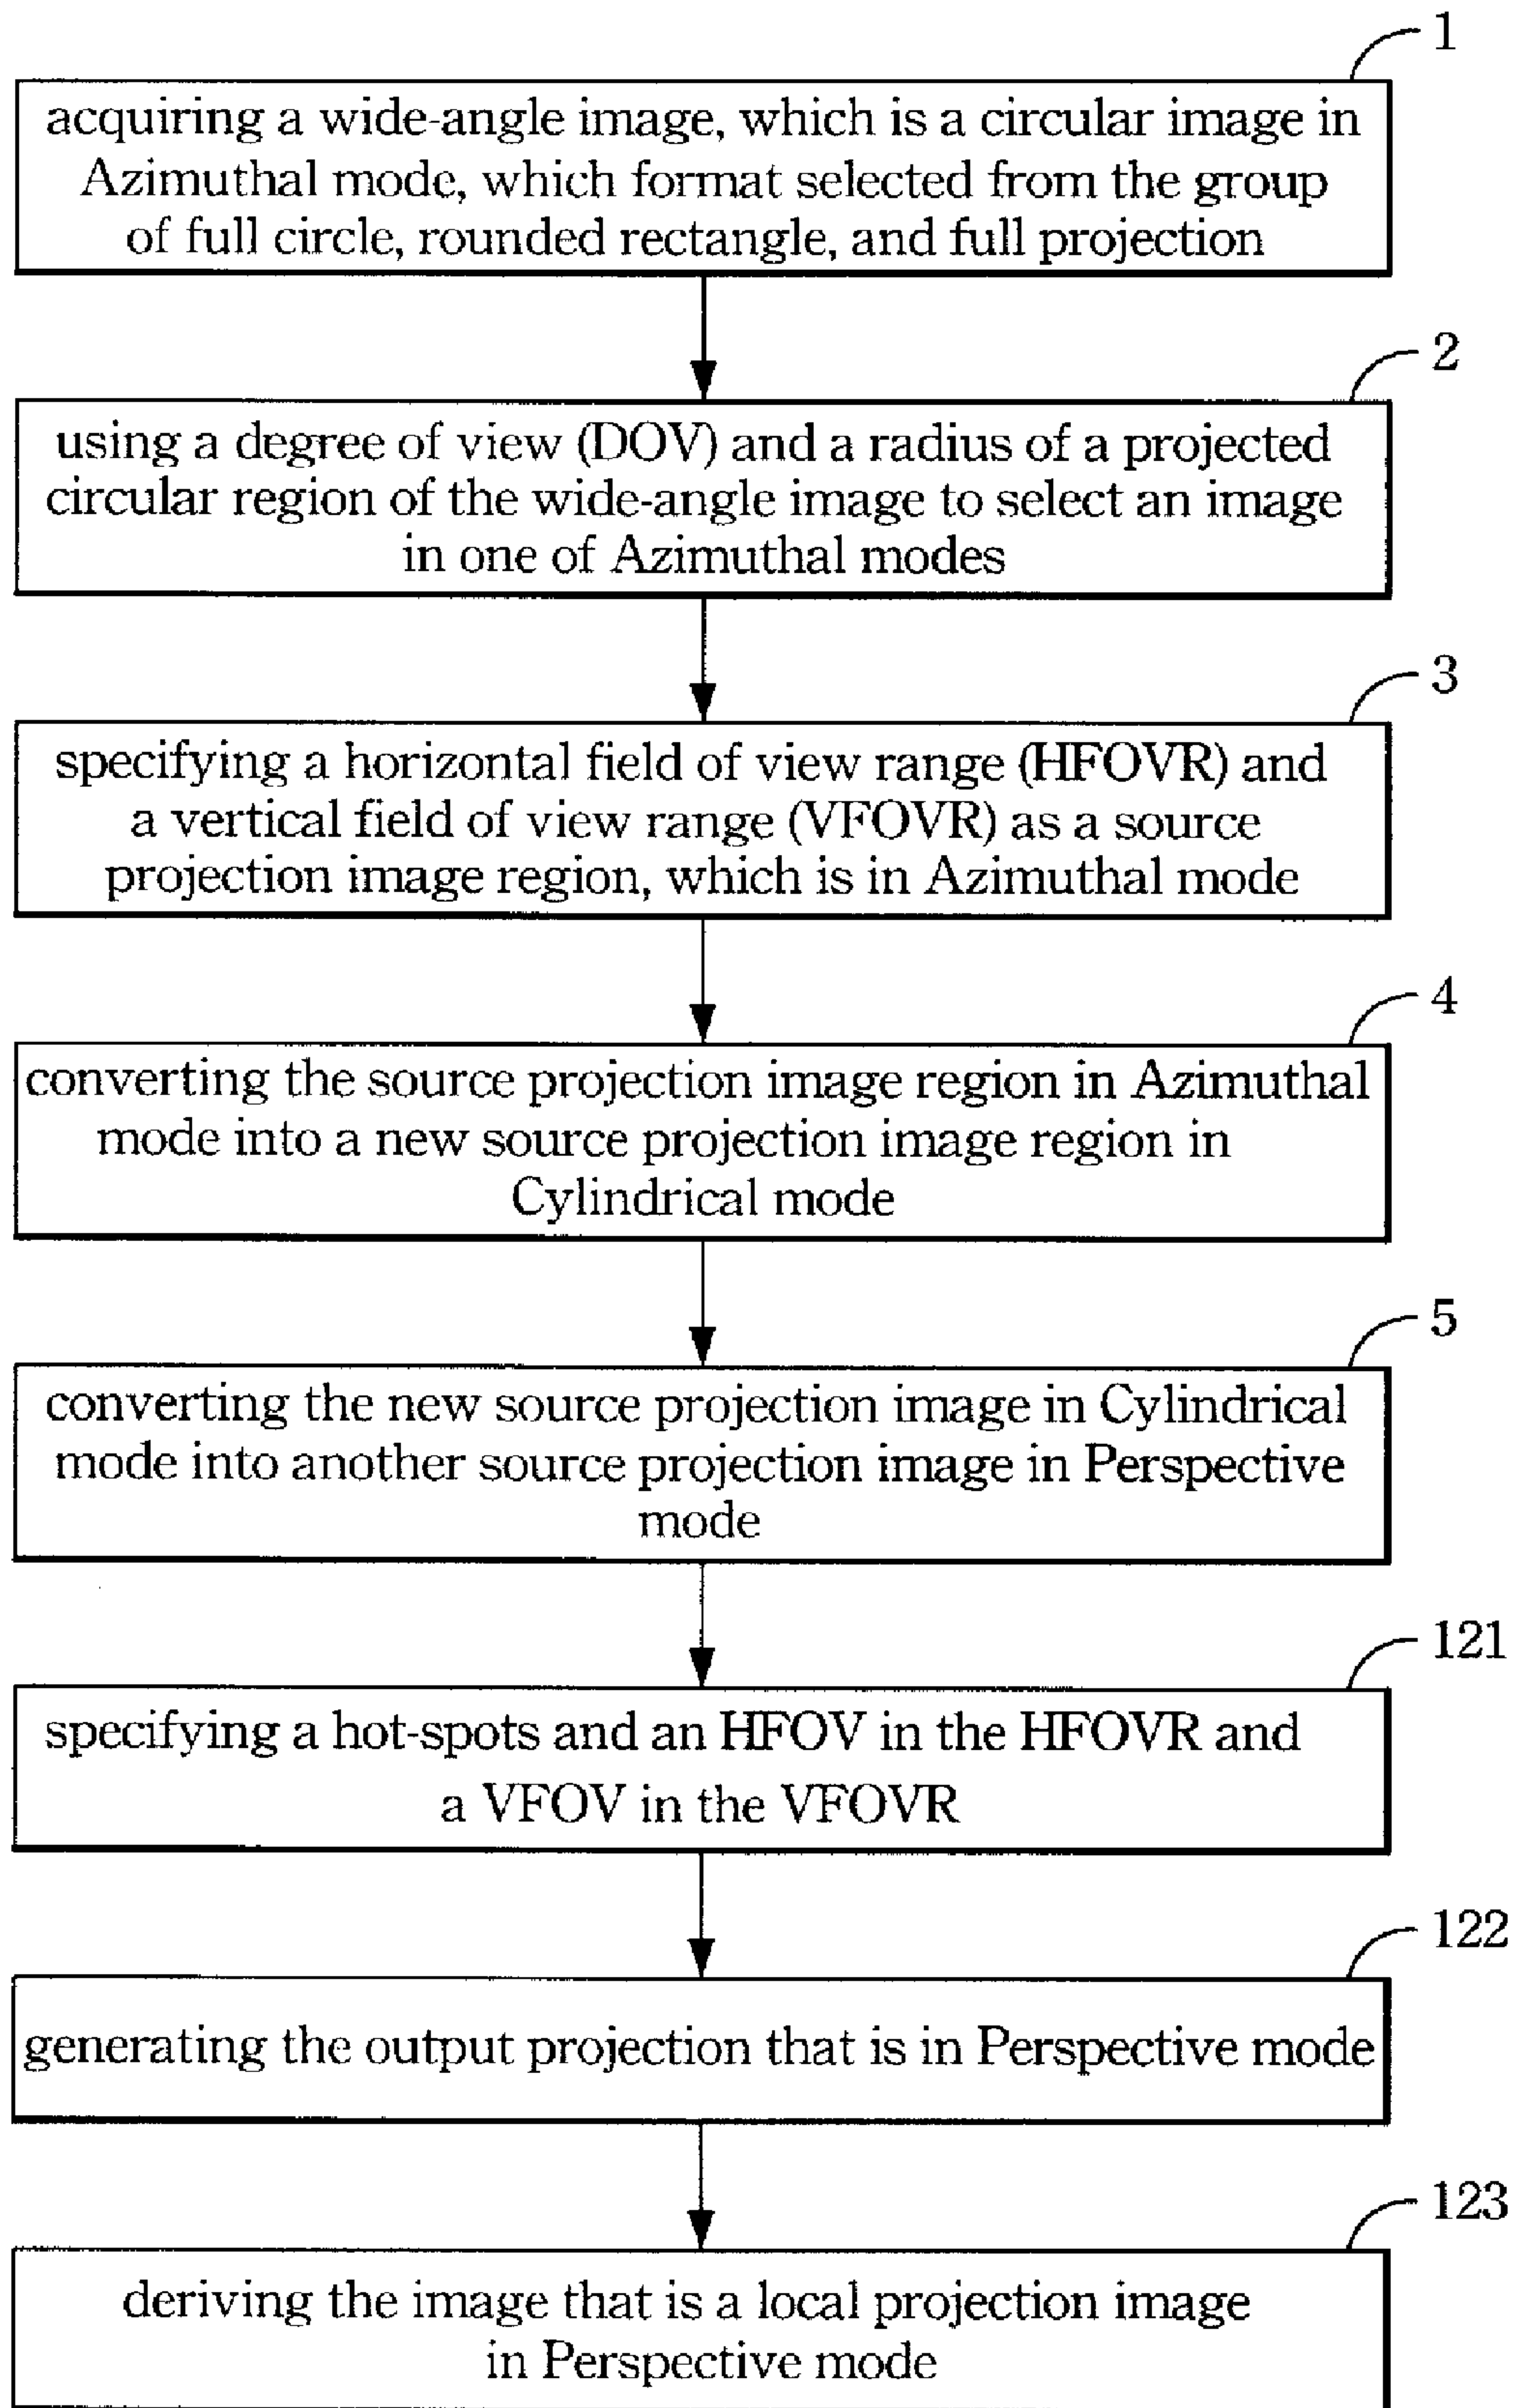 1
acquiring a wide-angle image, which is a circular image in
Azimuthal mode, which format selected from the group
of full circle, rounded rectangle, and full projection
2
using a degree of view (DOV) and a radius of a projected
circular region of the wide-angle image to select an image
in one of Azimuthal modes
3
specifying a horizontal field of view range (HFOVR) and
a vertical field of view range (VFOVR) as a source
projection image region, which is in Azimuthal mode
4
converting the source projection image region in Azimuthal
mode into a new source projection image region in
Cylindrical mode
5
converting the new source projection image in Cylindrical
mode into another source projection image in Perspective
mode
121
specifying a hot-spots and an HFOV in the HFOVR and
a VFOV in the VFOVR
122
generating the output projection that is in Perspective mode
123
deriving the image that is a local projection image
in Perspective mode